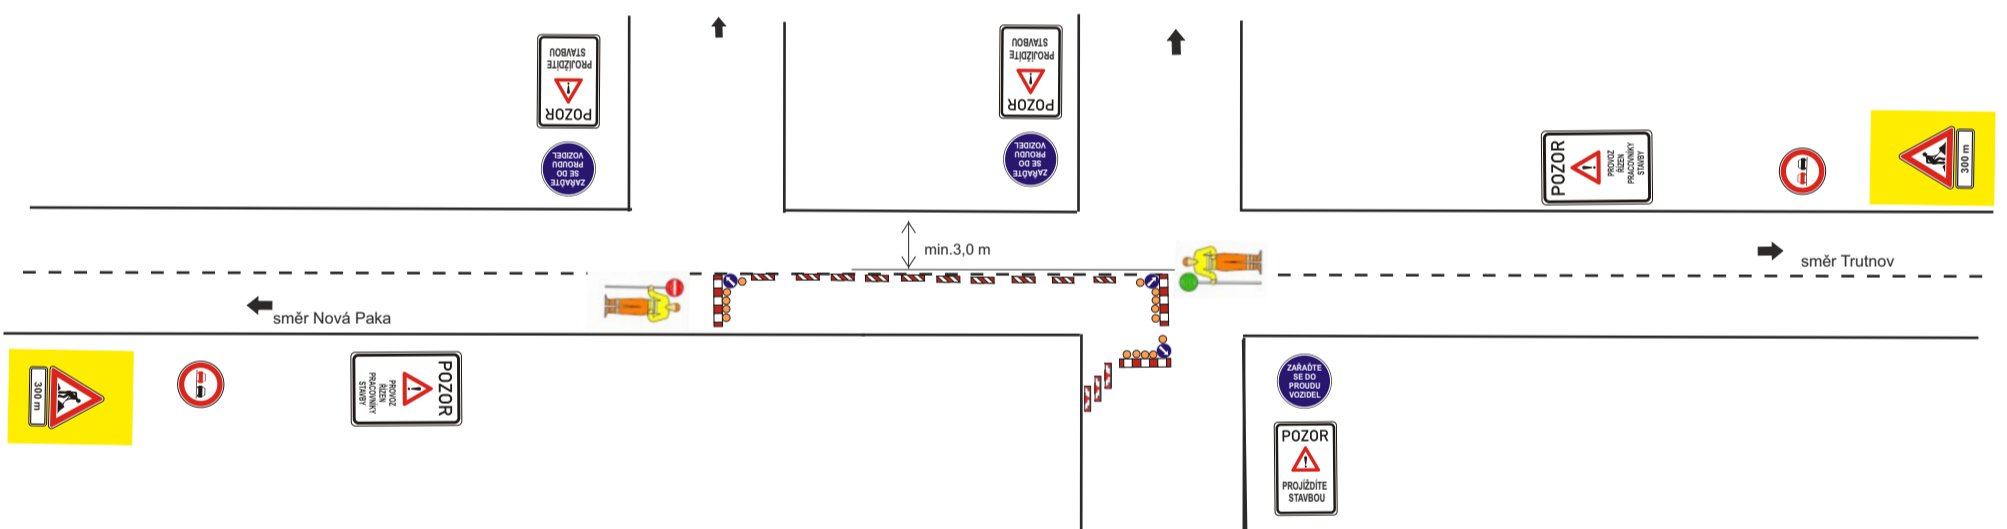 POZOR
PROJÍŽDÍTE
STAVBOU
ZAŘAĎTE
SE DO
PROUDU
VOZIDEL
POZOR
PROJÍŽDÍTE
STAVBOU
ZAŘAĎTE
SE DO
PROUDU
VOZIDEL
POZOR
PROVOZ
ŘÍZEN
PRACOVNÍKY
STAVBY
300 m
min.3,0 m
směr Trutnov
směr Nová Paka
300 m
POZOR
PROVOZ
ŘÍZEN
PRACOVNÍKY
STAVBY
ZAŘAĎTE
SE DO
PROUDU
VOZIDEL
POZOR
PROJÍŽDÍTE
STAVBOU